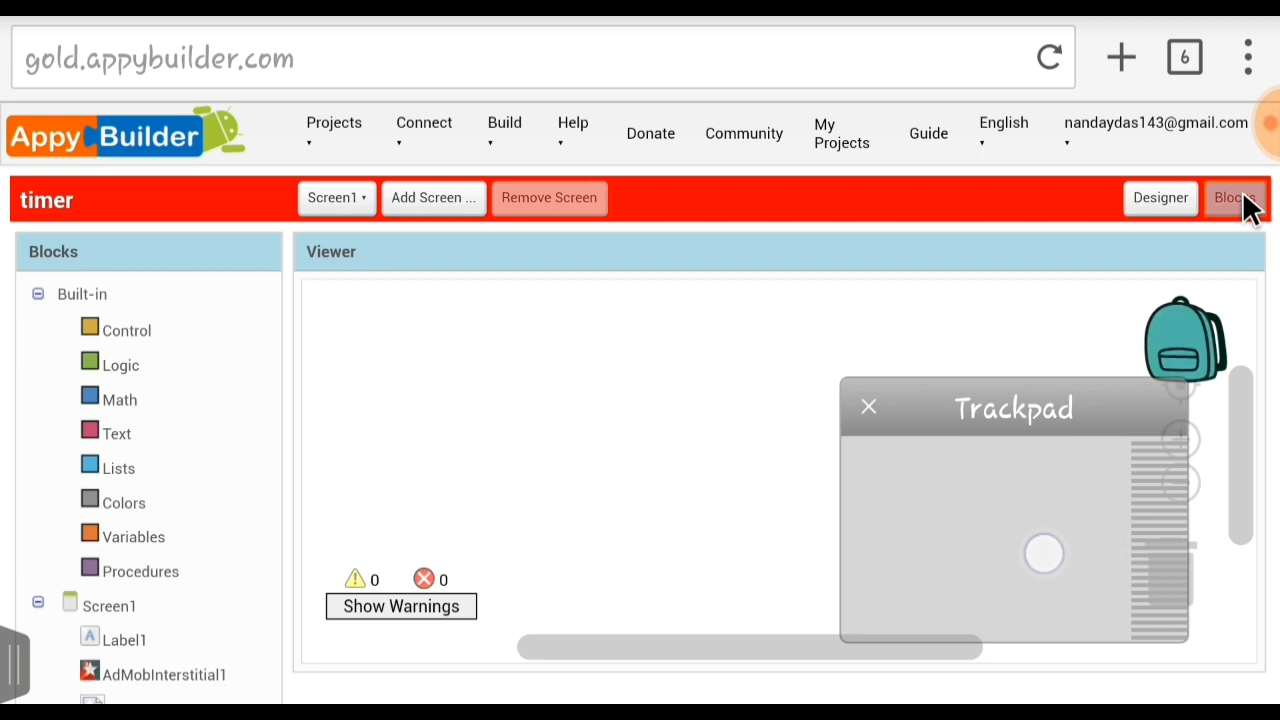 gold.appybuilder.com
6
AppyBuilder
Projects
Connect
Build
Help
Donate
Community
My Projects
Guide
English
nandaydas143@gmail.com
timer
Screen1
Add Screen ...
Remove Screen
Designer
Blocks
Blocks
Viewer
Built-in
Control
Logic
Math
Text
Lists
Colors
Variables
Procedures
Screen1
A Label1
AdMobInterstitial1
Trackpad
0
0
Show Warnings